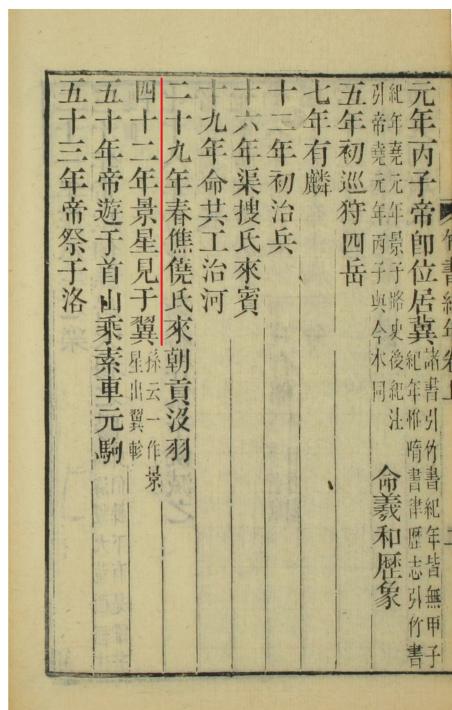 元年丙子帝卽位居冀諸書引竹書紀年皆無甲子紀年惟隋書律歷志引竹書
紀年堯元年景子路史後紀注引帝堯元年丙子與今本同命羲和歷象
五年初巡狩四岳
七年有麟
十三年初治兵
十六年渠搜氏來賓
十九年命共工治河
二十九年春僬僥氏來朝貢沒羽
四十二年景星見于翼孫云一作景星出翼軫
五十年帝遊于首山乘素車元駒
五十三年帝祭于洛